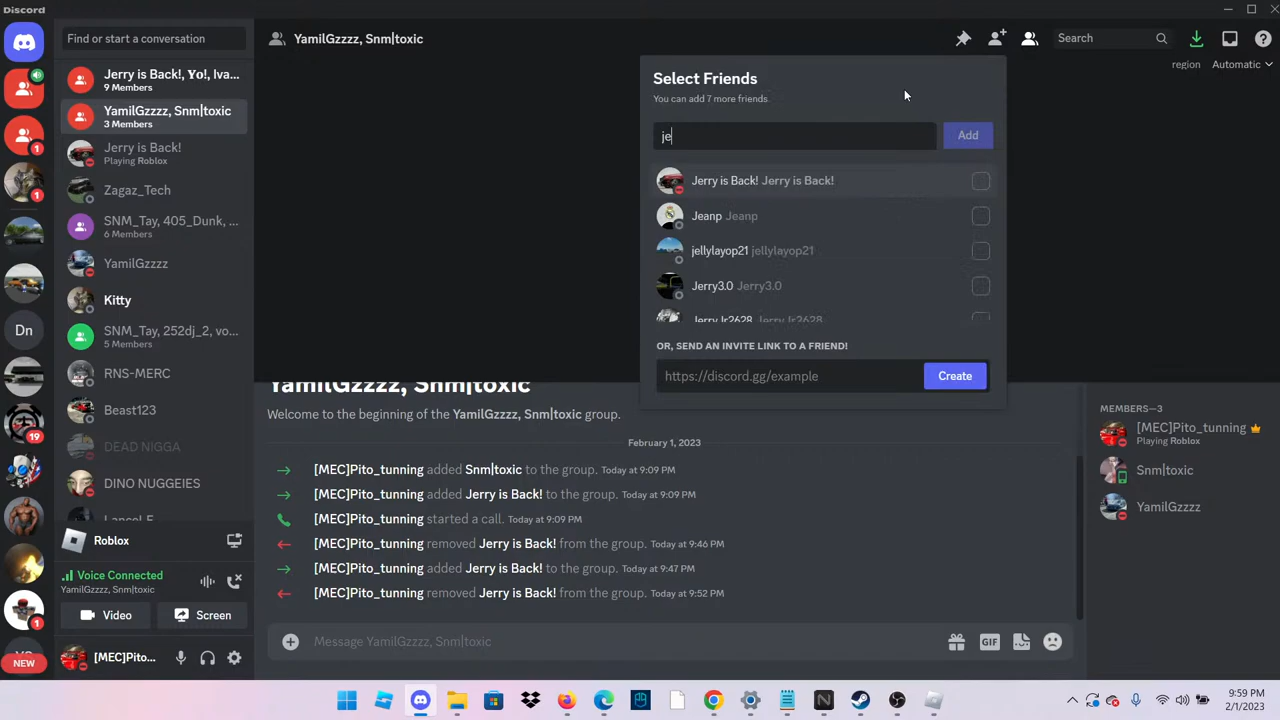 Discord
Find or start a conversation
YamilGzzzz, Snm|toxic
Search
region
Automatic
Jerry is Back!, Yo!, Iva...
9 Members
YamilGzzzz, Snm|toxic
3 Members
Jerry is Back!
Playing Roblox
Zagaz_Tech
SNM_Tay, 405_Dunk, ...
6 Members
YamilGzzzz
Kitty
SNM_Tay, 252dj_2, vo...
5 Members
RNS-MERC
Beast123
DEAD NIGGA
DINO NUGGEIES
1
1
Dn
19
1
NEW
Roblox
Voice Connected
YamilGzzzz, Snm|toxic
Video
Screen
[MEC]Pito...
Select Friends
You can add 7 more friends.
je
Add
Jerry is Back! Jerry is Back!
Jeanp Jeanp
jellylayop21 jellylayop21
Jerry3.0 Jerry3.0
JerryJr2628 JerryJr2628
OR, SEND AN INVITE LINK TO A FRIEND!
https://discord.gg/example
Create
YamilGzzzz, Snm|toxic
Welcome to the beginning of the YamilGzzzz, Snm|toxic group.
February 1, 2023
[MEC]Pito_tunning added Snm|toxic to the group. Today at 9:09 PM
[MEC]Pito_tunning added Jerry is Back! to the group. Today at 9:09 PM
[MEC]Pito_tunning started a call. Today at 9:09 PM
[MEC]Pito_tunning removed Jerry is Back! from the group. Today at 9:46 PM
[MEC]Pito_tunning added Jerry is Back! to the group. Today at 9:47 PM
[MEC]Pito_tunning removed Jerry is Back! from the group. Today at 9:52 PM
Message YamilGzzzz, Snm|toxic
GIF
MEMBERS—3
[MEC]Pito_tunning
Playing Roblox
Snm|toxic
YamilGzzzz
9:59 PM
2/1/2023